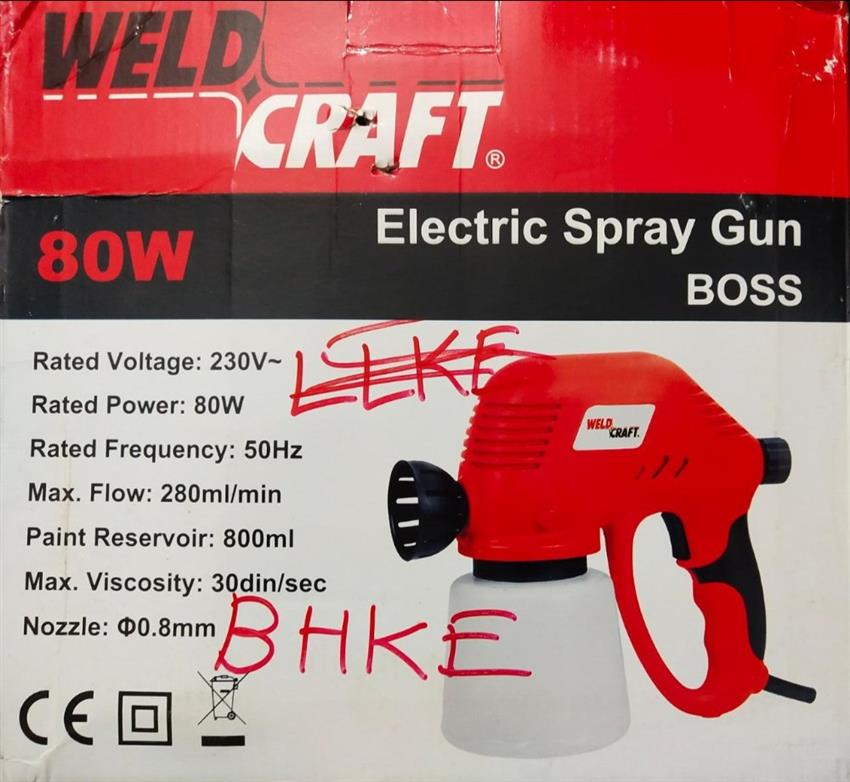 WELD
CRAFT®
80W
Electric Spray Gun
BOSS
Rated Voltage: 230V~
Rated Power: 80W
Rated Frequency: 50Hz
Max. Flow: 280ml/min
Paint Reservoir: 800ml
Max. Viscosity: 30din/sec
Nozzle: Φ0.8mm
BHKE
WELD
CRAFT.
CE